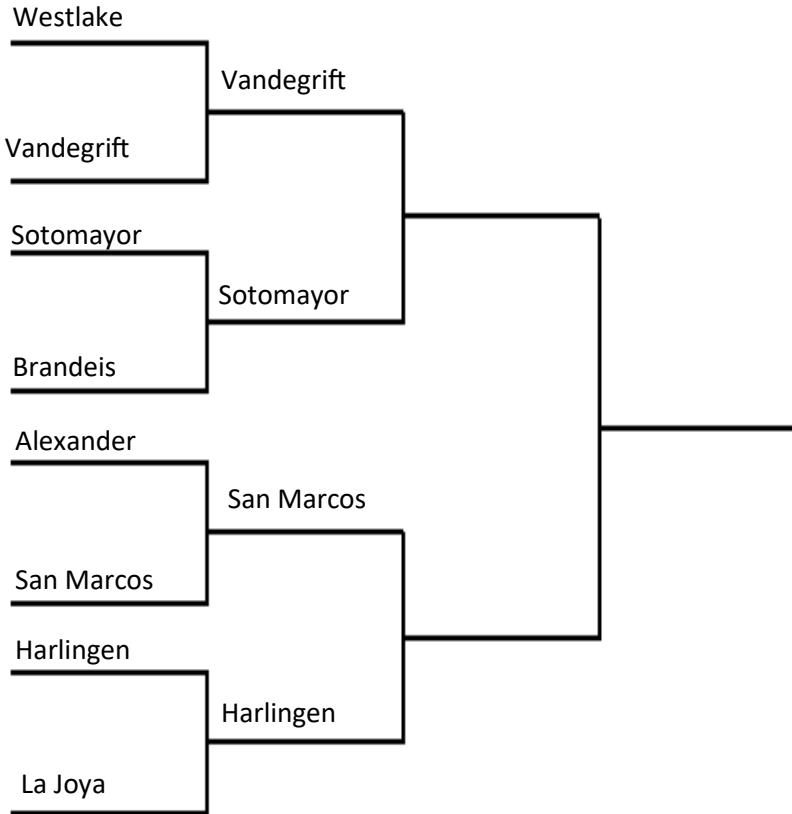 Westlake
Vandegrift
Vandegrift
Sotomayor
Sotomayor
Brandeis
Alexander
San Marcos
San Marcos
Harlingen
Harlingen
La Joya